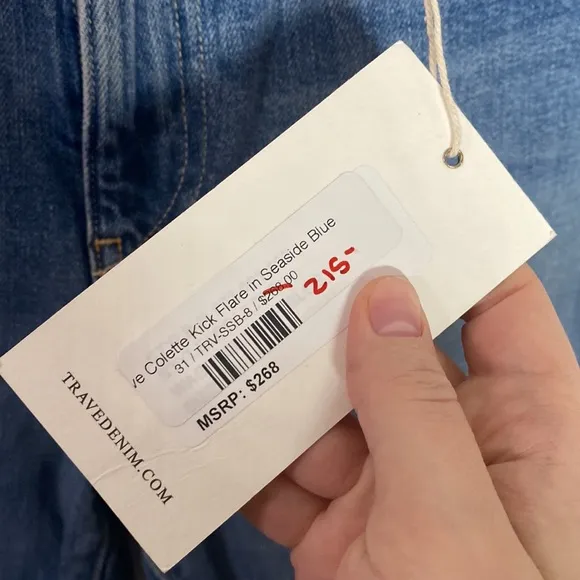 ve Colette Kick Flare in Seaside Blue
31 / TRV-SSB-8 / $268.00
215-
MSRP: $268
TRAVEDENIM.COM